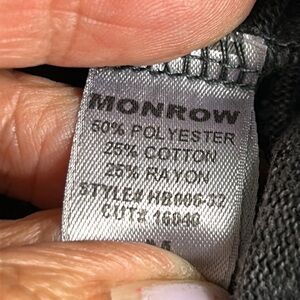 MONROW
50% POLYESTER
25% COTTON
25% RAYON
STYLE# HB006-32
CUT# 16040
M